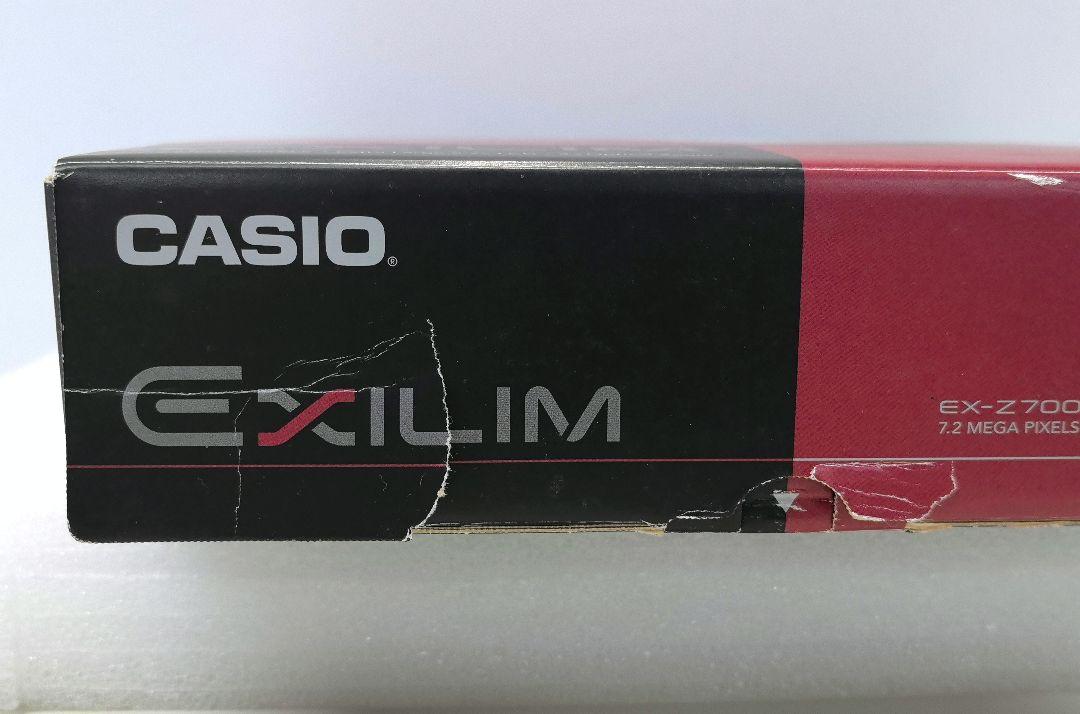 CASIO®
EXILIM
EX-Z700
7.2 MEGA PIXELS